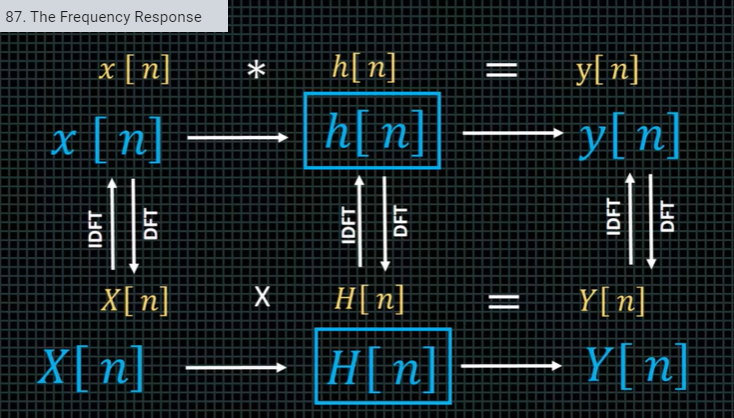 87. The Frequency Response
x [ n] * h[ n] = y[ n]
x [ n] h[ n] y[ n]
IDFT DFT IDFT DFT IDFT DFT
X[ n] X H[ n] = Y[ n]
X[ n] H[ n] Y[ n]